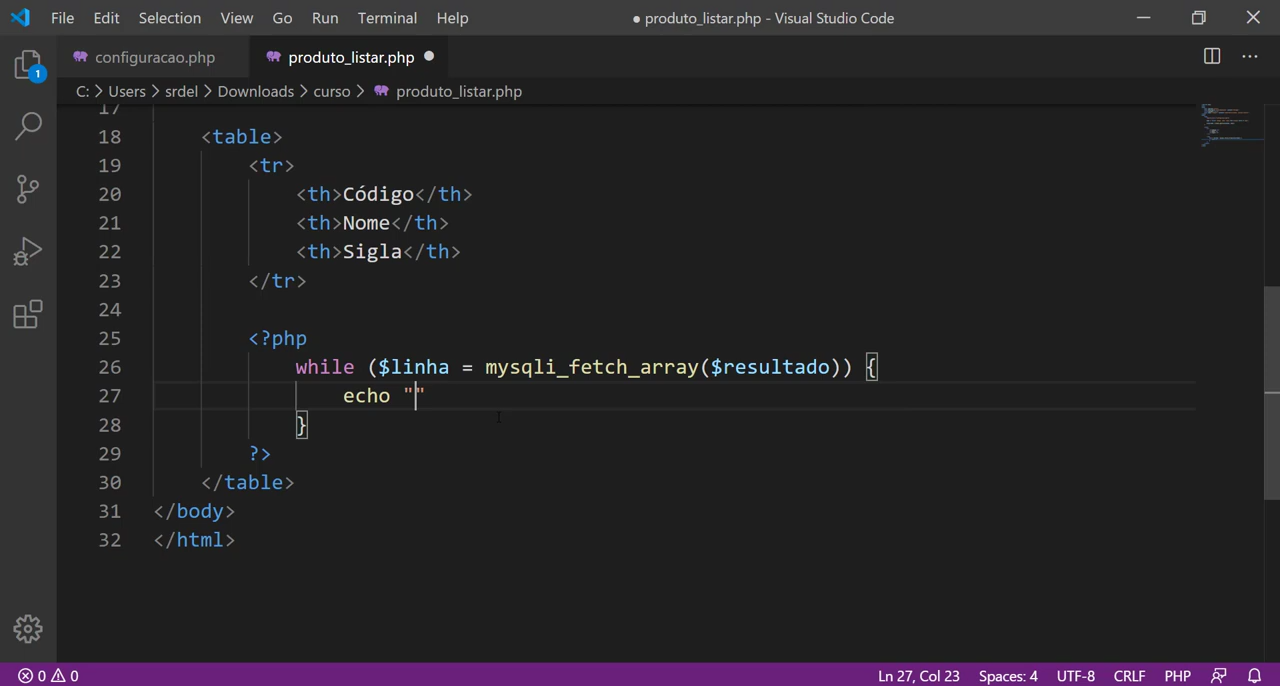 File Edit Selection View Go Run Terminal Help ● produto_listar.php - Visual Studio Code
configuracao.php produto_listar.php
1
C: > Users > srdel > Downloads > curso > produto_listar.php
17
18 <table>
19 <tr>
20 <th>Código</th>
21 <th>Nome</th>
22 <th>Sigla</th>
23 </tr>
24
25 <?php
26 while ($linha = mysqli_fetch_array($resultado)) {
27 echo ""
28 }
29 ?>
30 </table>
31 </body>
32 </html>
0 0 Ln 27, Col 23 Spaces: 4 UTF-8 CRLF PHP